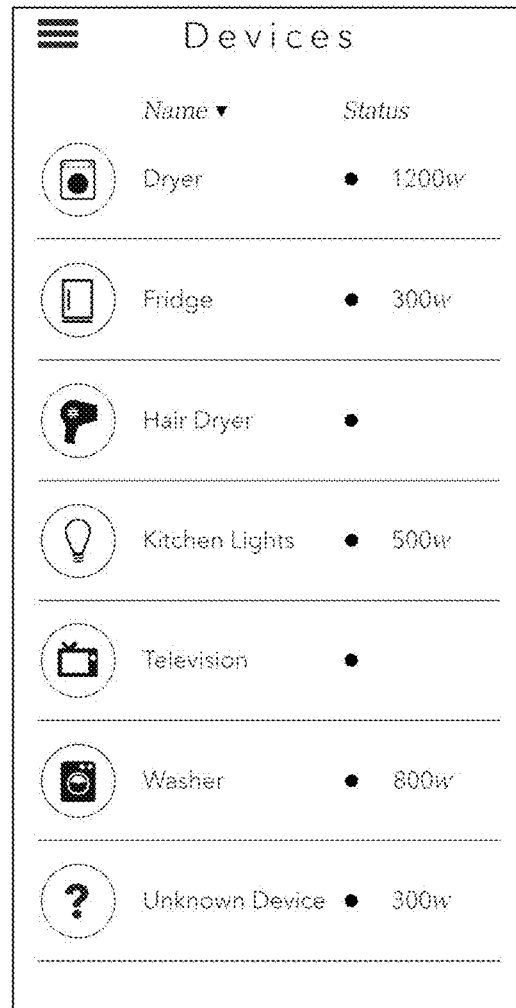 Devices
Name ▼ Status
Dryer ● 1200w
Fridge ● 300w
Hair Dryer ●
Kitchen Lights ● 500w
Television ●
Washer ● 800w
? Unknown Device ● 300w